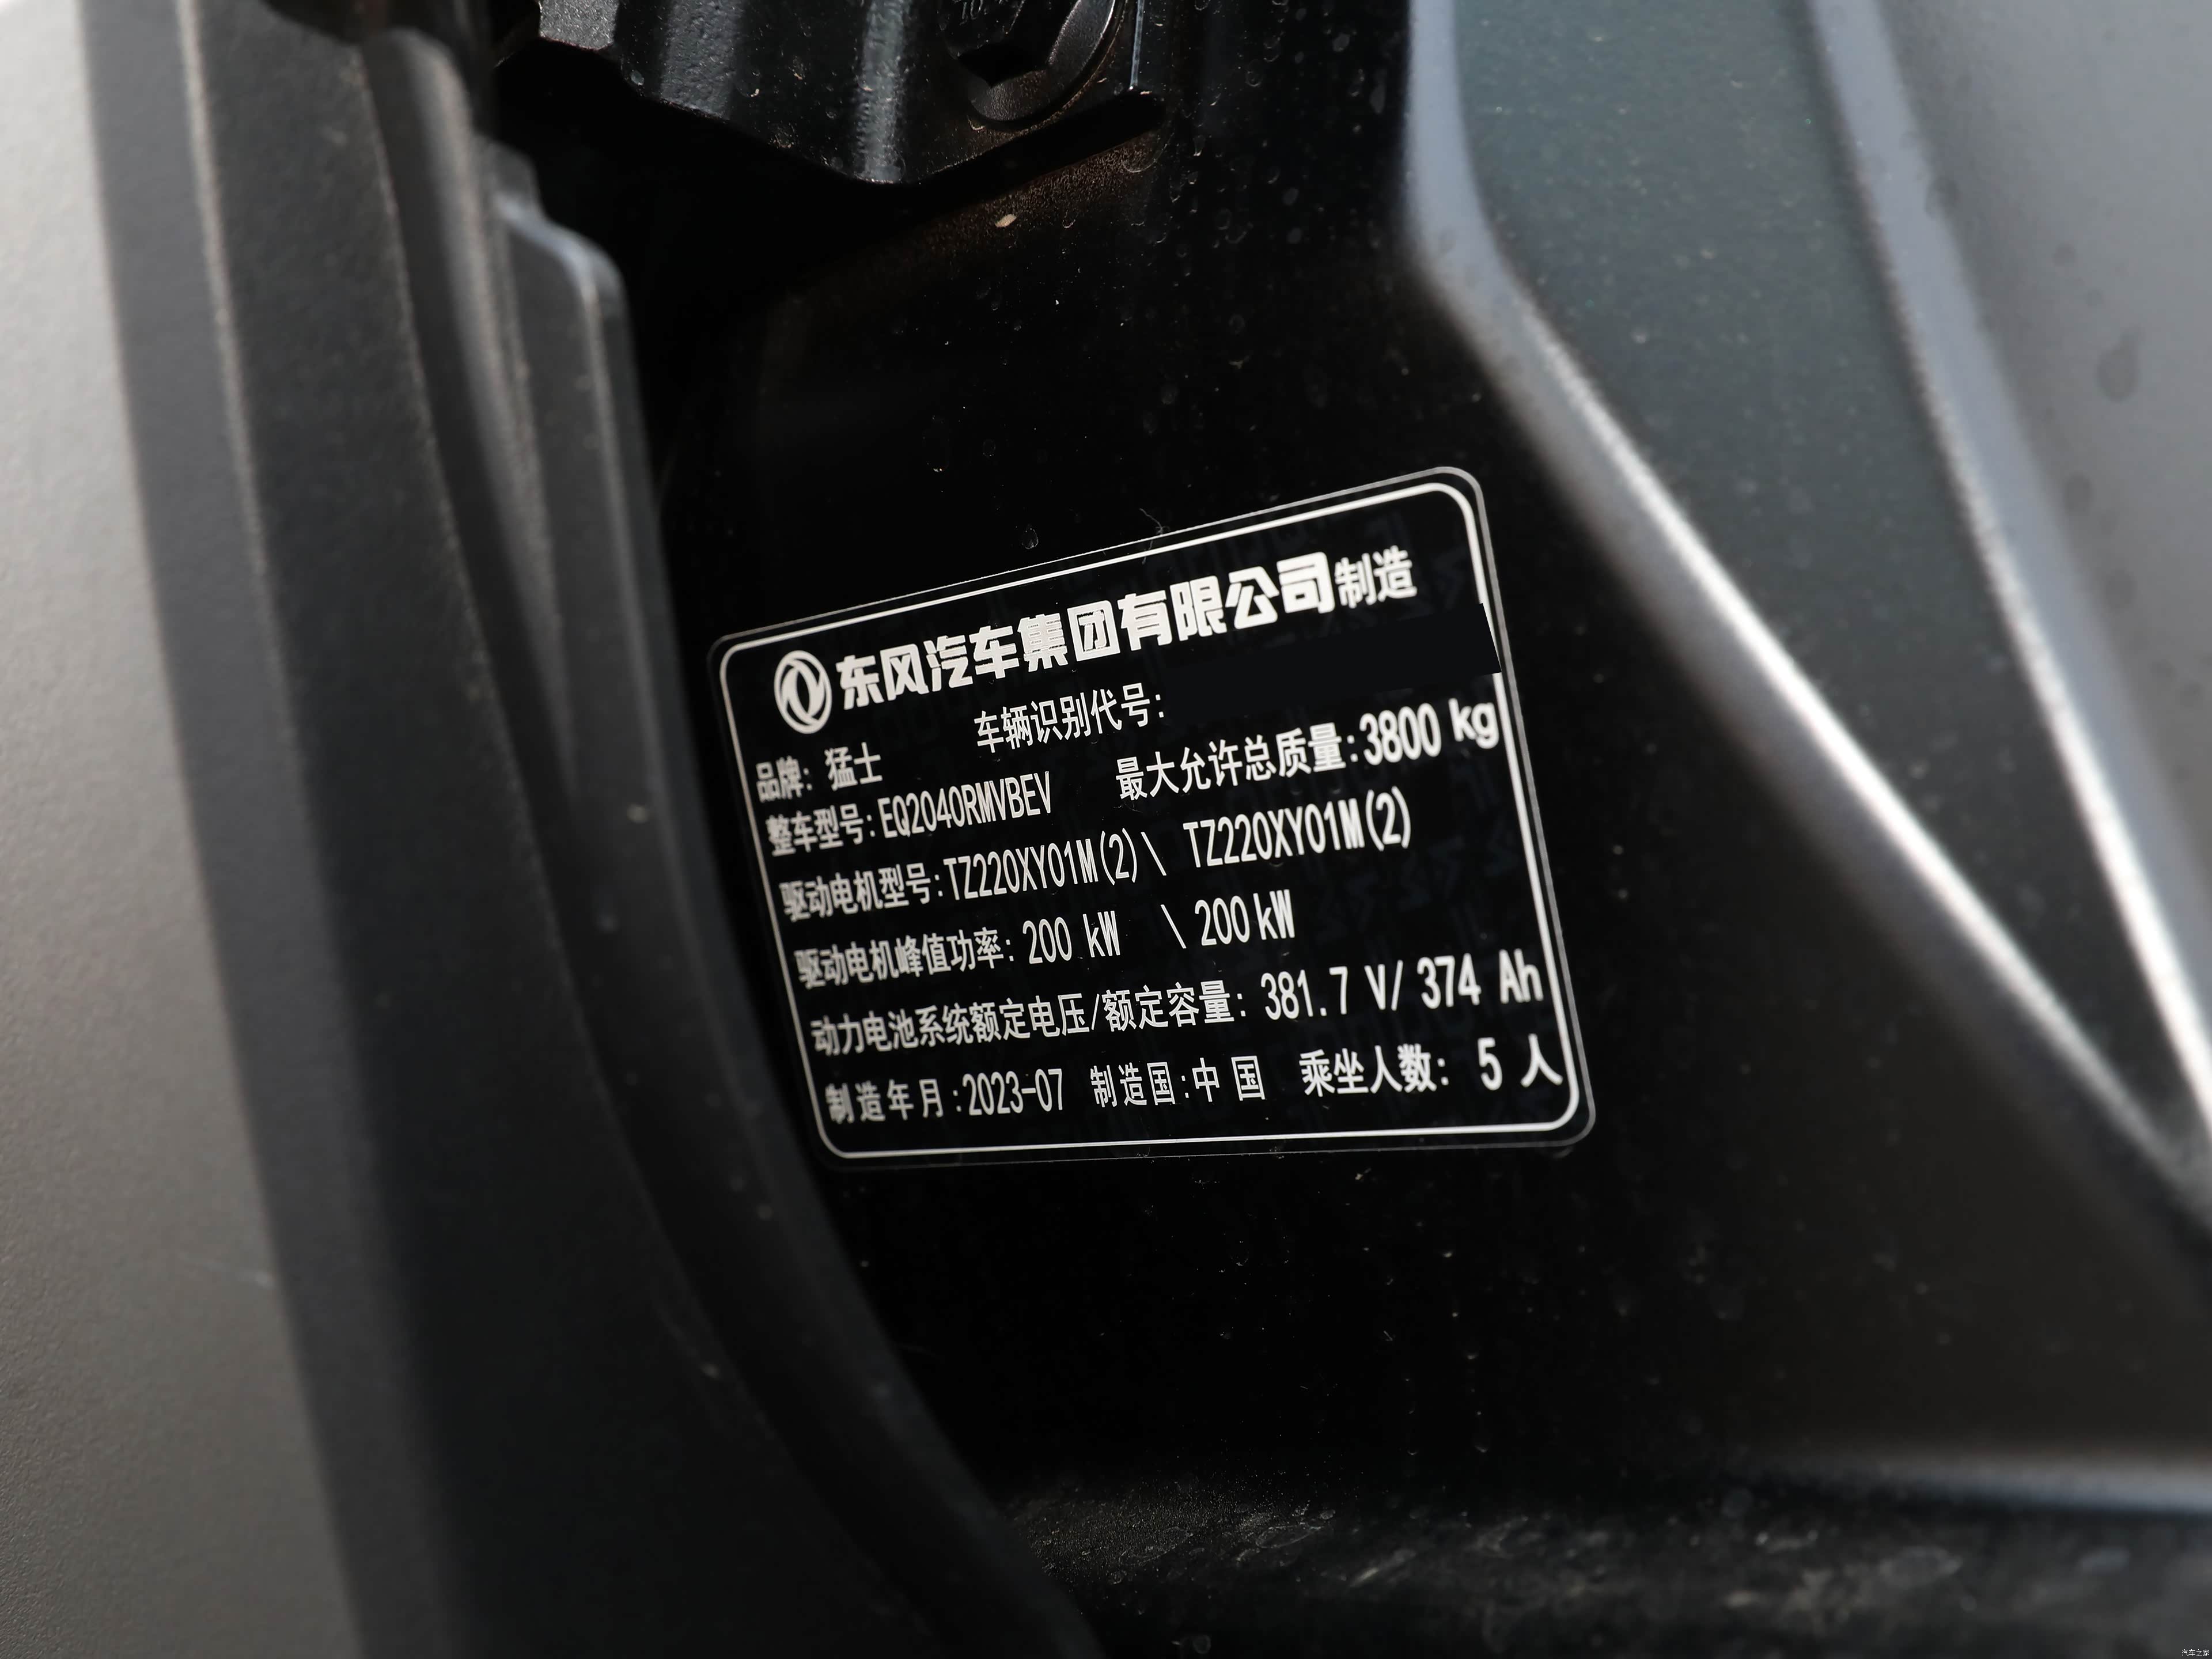 东风汽车集团有限公司制造
车辆识别代号:
品牌: 猛士
最大允许总质量:3800 kg
整车型号:EQ2040RMVBEV
驱动电机型号:TZ220XY01M(2)\ TZ220XY01M(2)
驱动电机峰值功率: 200 kW \ 200 kW
动力电池系统额定电压/额定容量: 381.7 V/ 374 Ah
制造年月:2023-07 制造国:中国 乘坐人数: 5 人
汽车之家